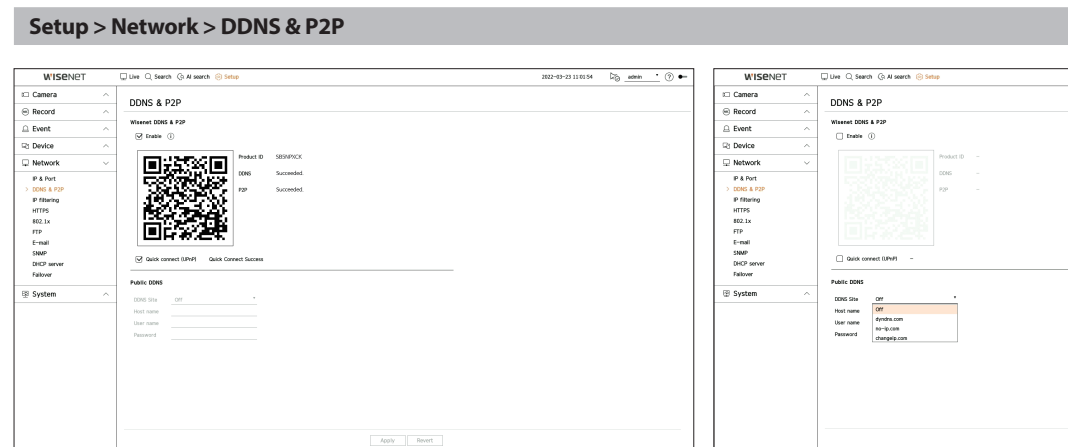 Setup > Network > DDNS & P2P
WISENET
Live Search AI search Setup
2022-03-23 11:01:54 admin
Camera
Record
Event
Device
Network
IP & Port
> DDNS & P2P
IP filtering
HTTPS
802.1x
FTP
E-mail
SNMP
DHCP server
Failover
System
DDNS & P2P
Wisenet DDNS & P2P
Enable
Product ID SBSNPXCK
DDNS Succeeded.
P2P Succeeded.
Quick connect (UPnP) Quick Connect Success
Public DDNS
DDNS Site Off
Host name
User name
Password
Apply Revert
WISENET
Live Search AI search Setup
Camera
Record
Event
Device
Network
IP & Port
> DDNS & P2P
IP filtering
HTTPS
802.1x
FTP
E-mail
SNMP
DHCP server
Failover
System
DDNS & P2P
Wisenet DDNS & P2P
Enable
Product ID -
DDNS -
P2P -
Quick connect (UPnP) -
Public DDNS
DDNS Site Off
Host name Off
User name dyndns.com
no-ip.com
Password changeip.com